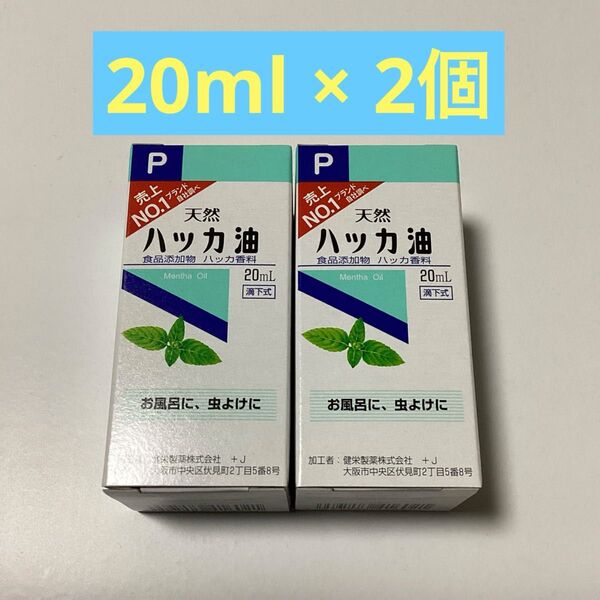 20ml × 2個
P
売上
NO.1
ブランド
自社調べ
天然
ハッカ油
食品添加物 ハッカ香料
Mentha Oil
20mL
滴下式
お風呂に、虫よけに
加工者：健栄製薬株式会社 +J
大阪市中央区伏見町2丁目5番8号
P
売上
NO.1
ブランド
自社調べ
天然
ハッカ油
食品添加物 ハッカ香料
Mentha Oil
20mL
滴下式
お風呂に、虫よけに
加工者：健栄製薬株式会社 +J
大阪市中央区伏見町2丁目5番8号